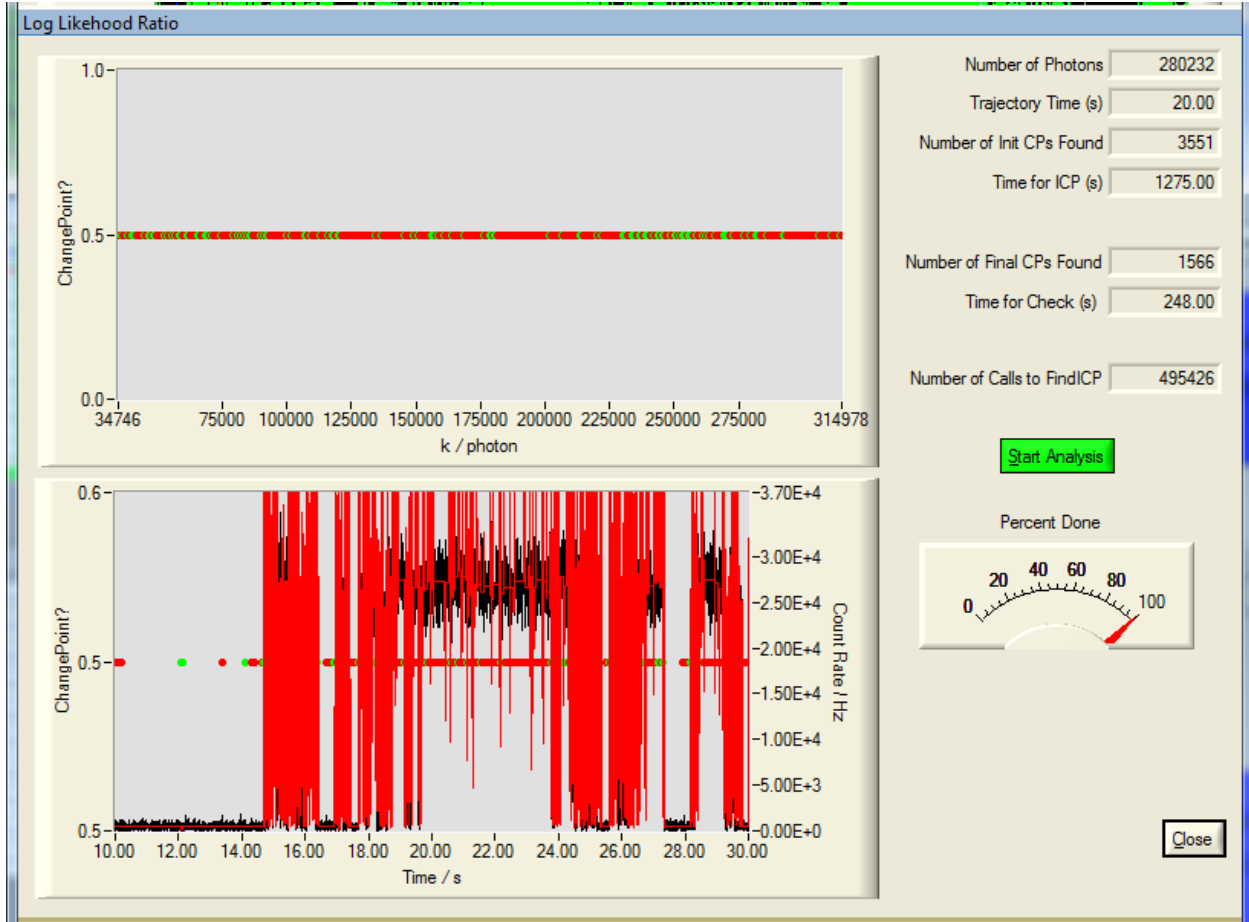 Log Likehood Ratio
1.0
0.5
0.0
ChangePoint?
34746 75000 100000 125000 150000 175000 200000 225000 250000 275000 314978
k / photon
0.6
0.5
0.5
ChangePoint?
3.70E+4
3.00E+4
2.50E+4
2.00E+4
1.50E+4
1.00E+4
5.00E+3
0.00E+0
Count Rate / Hz
10.00 12.00 14.00 16.00 18.00 20.00 22.00 24.00 26.00 28.00 30.00
Time / s
Number of Photons 280232
Trajectory Time (s) 20.00
Number of Init CPs Found 3551
Time for ICP (s) 1275.00
Number of Final CPs Found 1566
Time for Check (s) 248.00
Number of Calls to FindICP 495426
Start Analysis
Percent Done
0 20 40 60 80 100
Close